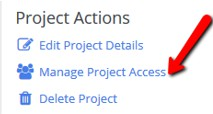 Project Actions
Edit Project Details
Manage Project Access
Delete Project